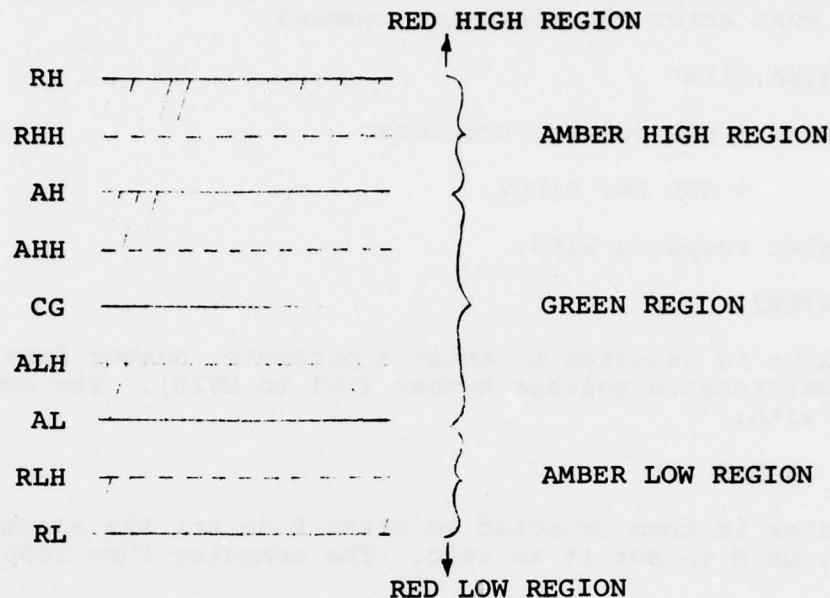 RED HIGH REGION
RH
RHH AMBER HIGH REGION
AH
AHH
CG GREEN REGION
ALH
AL
RLH AMBER LOW REGION
RL
RED LOW REGION